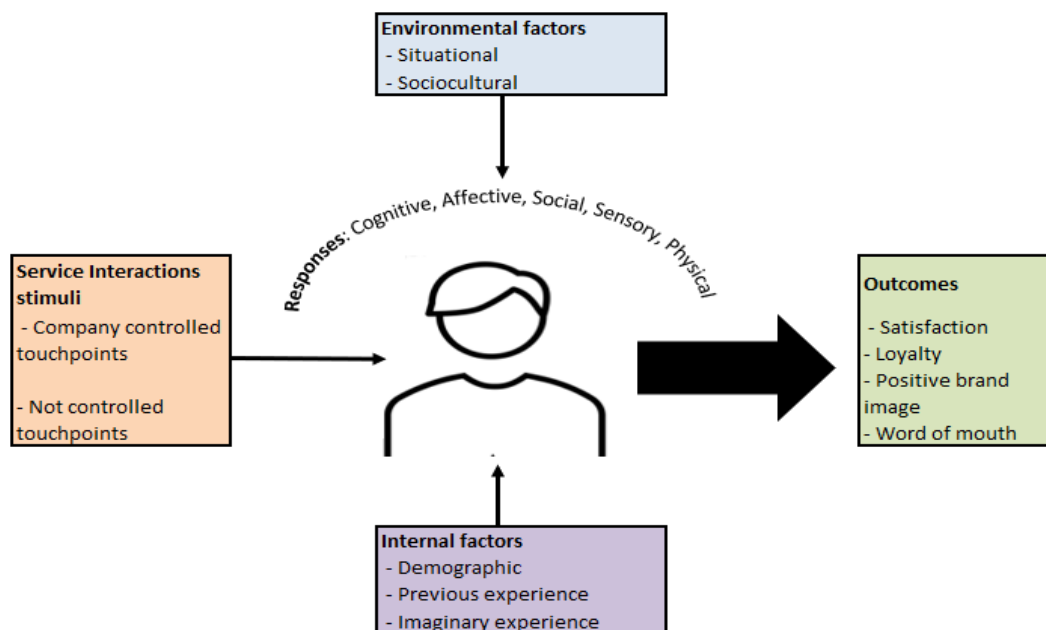 Environmental factors
- Situational
- Sociocultural
Responses: Cognitive, Affective, Social, Sensory, Physical
Service Interactions
stimuli
- Company controlled
touchpoints
- Not controlled
touchpoints
Outcomes
- Satisfaction
- Loyalty
- Positive brand
image
- Word of mouth
Internal factors
- Demographic
- Previous experience
- Imaginary experience